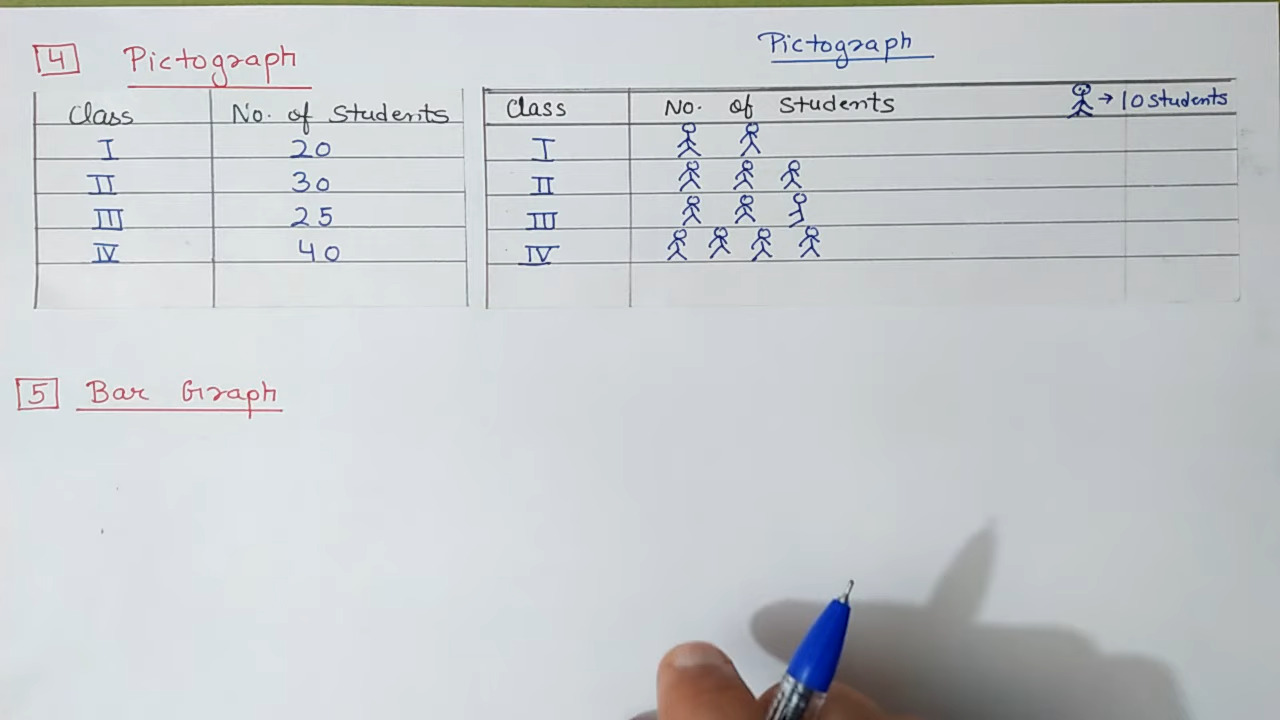 4 Pictograph
Class No. of Students
I 20
II 30
III 25
IV 40
Pictograph
Class No. of Students → 10 students
I
II
III
IV
5 Bar Graph